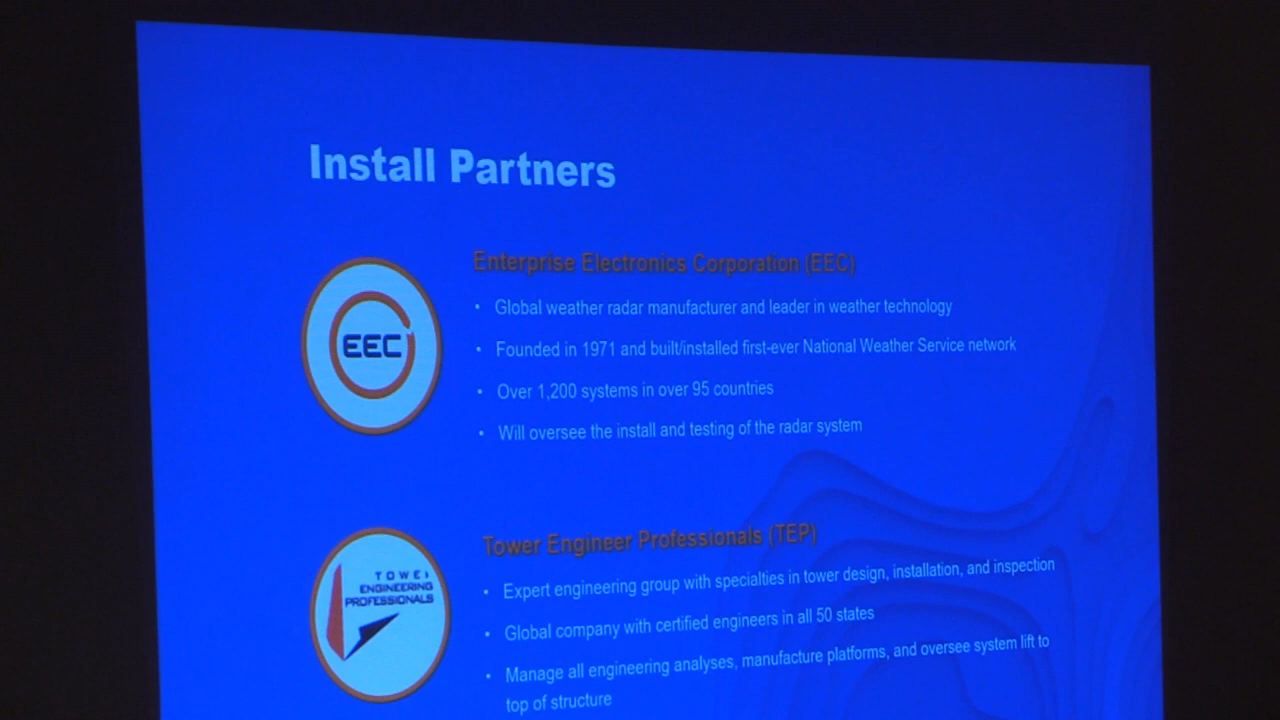 Install Partners
Enterprise Electronics Corporation (EEC)
EEC
• Global weather radar manufacturer and leader in weather technology
• Founded in 1971 and built/installed first-ever National Weather Service network
• Over 1,200 systems in over 95 countries
• Will oversee the install and testing of the radar system
Tower Engineer Professionals (TEP)
TOWE
ENGINEERING
PROFESSIONALS
• Expert engineering group with specialties in tower design, installation, and inspection
• Global company with certified engineers in all 50 states
• Manage all engineering analyses, manufacture platforms, and oversee system lift to
top of structure